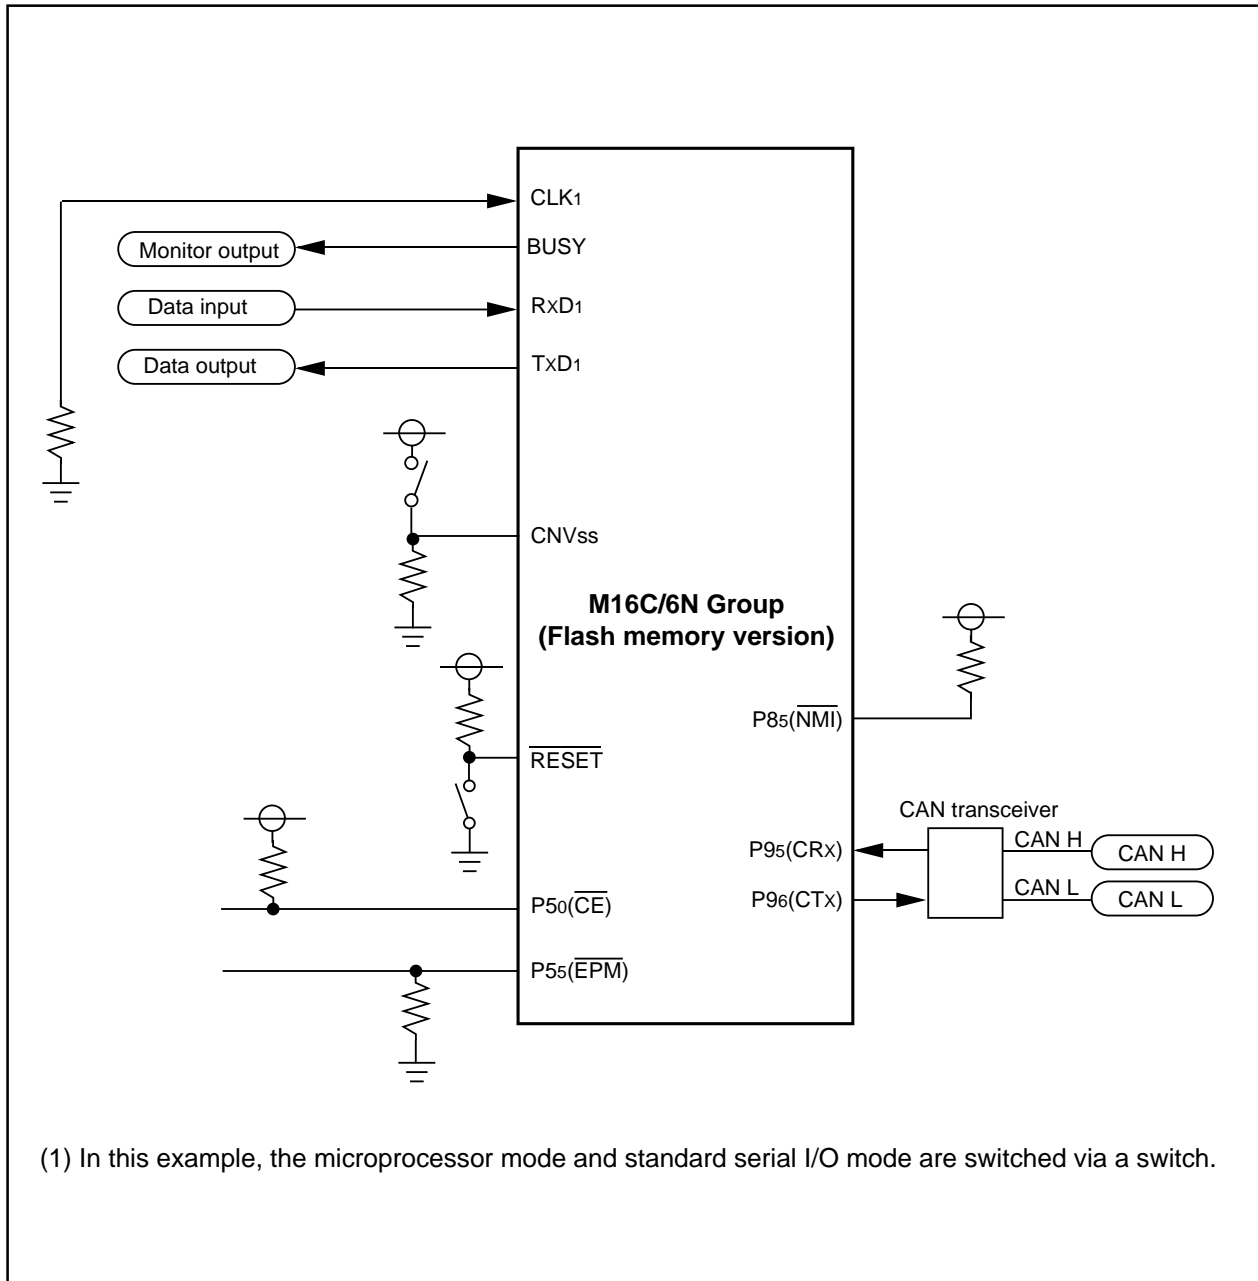 CLK1
Monitor output
BUSY
Data input
RXD1
Data output
TXD1
CNVss
M16C/6N Group
(Flash memory version)
P85(NMI)
RESET
CAN transceiver
P95(CRX)
CAN H
CAN H
P96(CTX)
CAN L
CAN L
P50(CE)
P55(EPM)
(1) In this example, the microprocessor mode and standard serial I/O mode are switched via a switch.